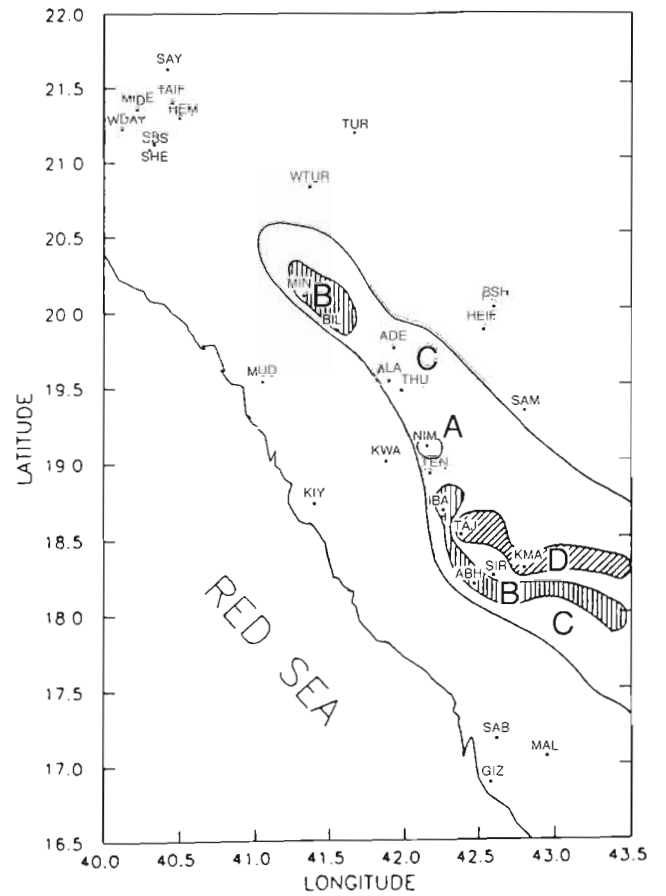 22.0
SAY
21.5
TAIF
MIDE
HEM
WDAY
SBS
TUR
SHE
21.0
WTUR
20.5
MIN
B
BSH
20.0
BIL
HEIF
ADE
C
MUD
ALA
THU
19.5
SAM
A
NIM
KWA
TEN
19.0
KIY
IBA
TAJ
18.5
KMA
D
SIR
ABH
B
18.0
C
RED SEA
17.5
SAB
MAL
17.0
GIZ
16.5
LATITUDE
40.0 40.5 41.0 41.5 42.0 42.5 43.0 43.5
LONGITUDE